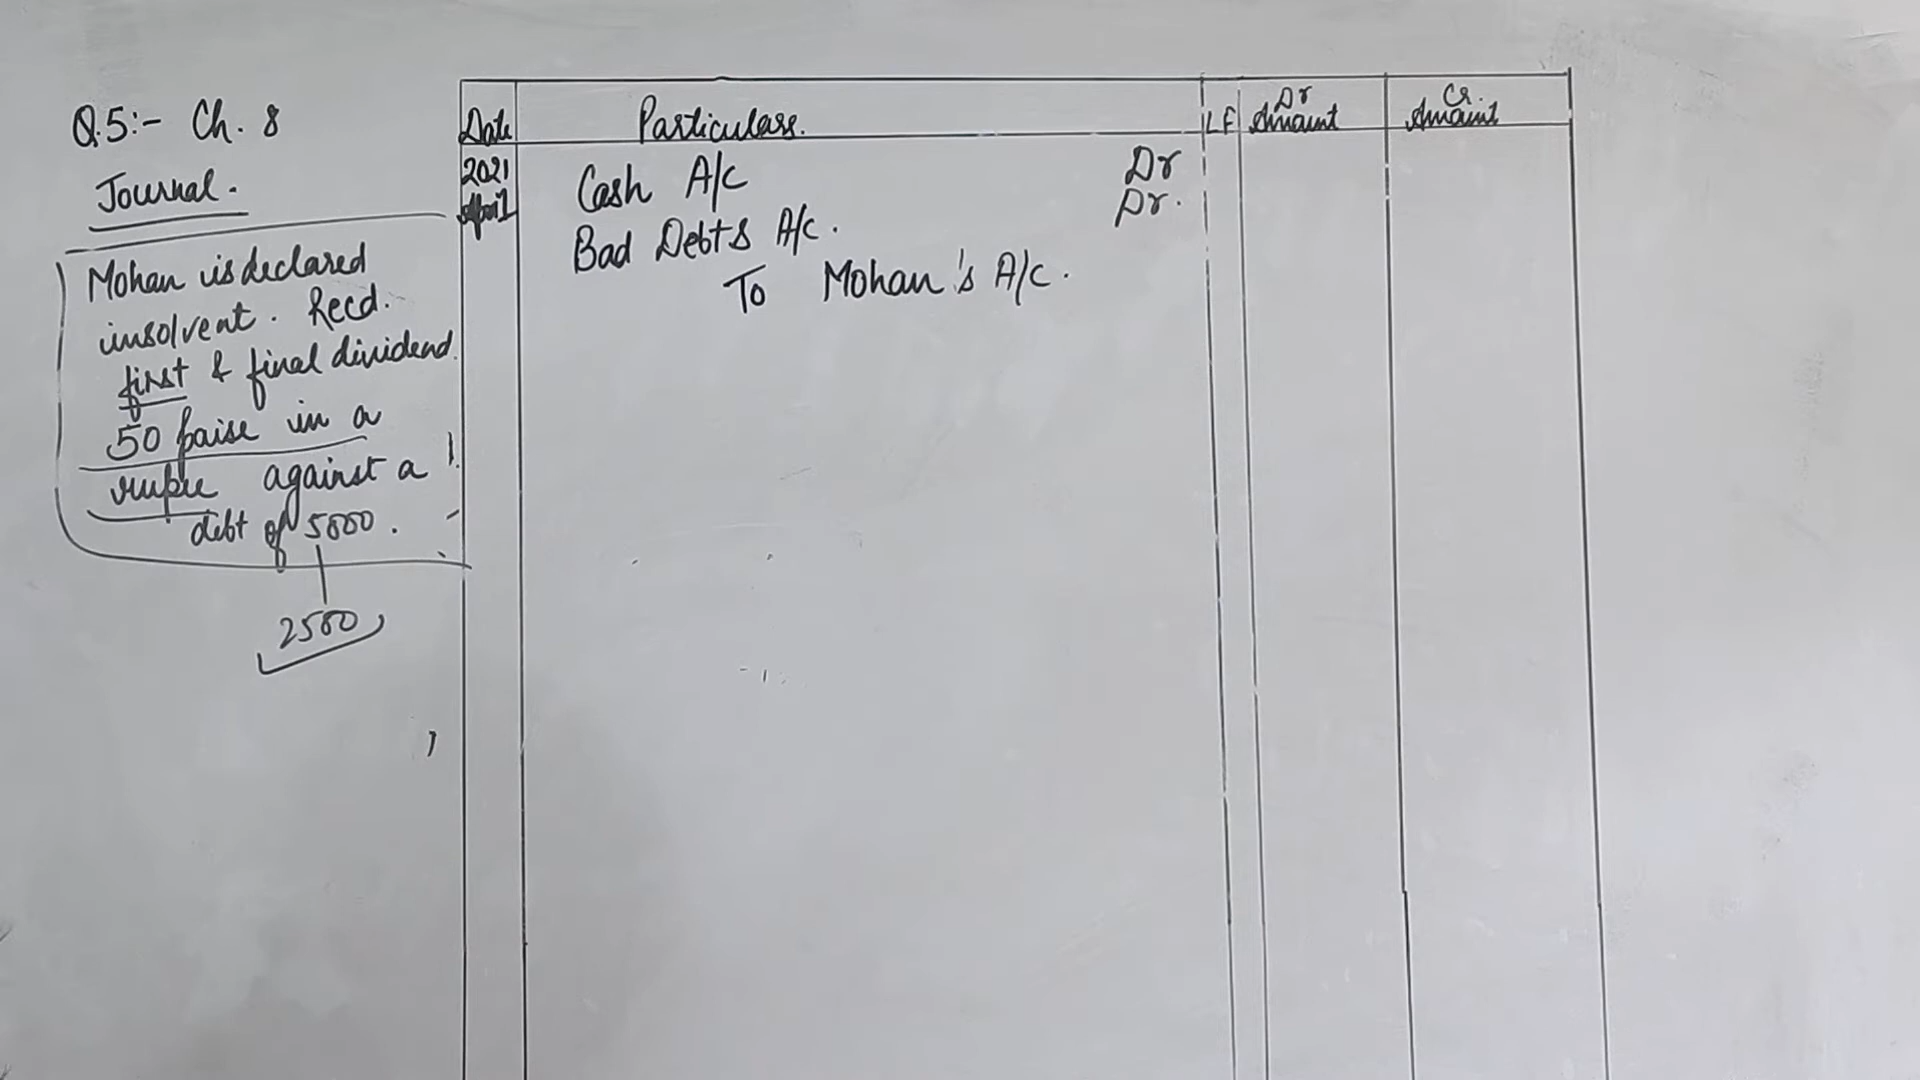 Q.5:- Ch. 8
Journal.
Mohan is declared
insolvent. Recd.
first & final dividend
50 paise in a
rupee against a
debt of 5000.
2500
Date Particulars. LF Dr Amount Cr. Amount
2021
April
Cash A/c Dr
Bad Debts A/c. Dr.
To Mohan's A/c.